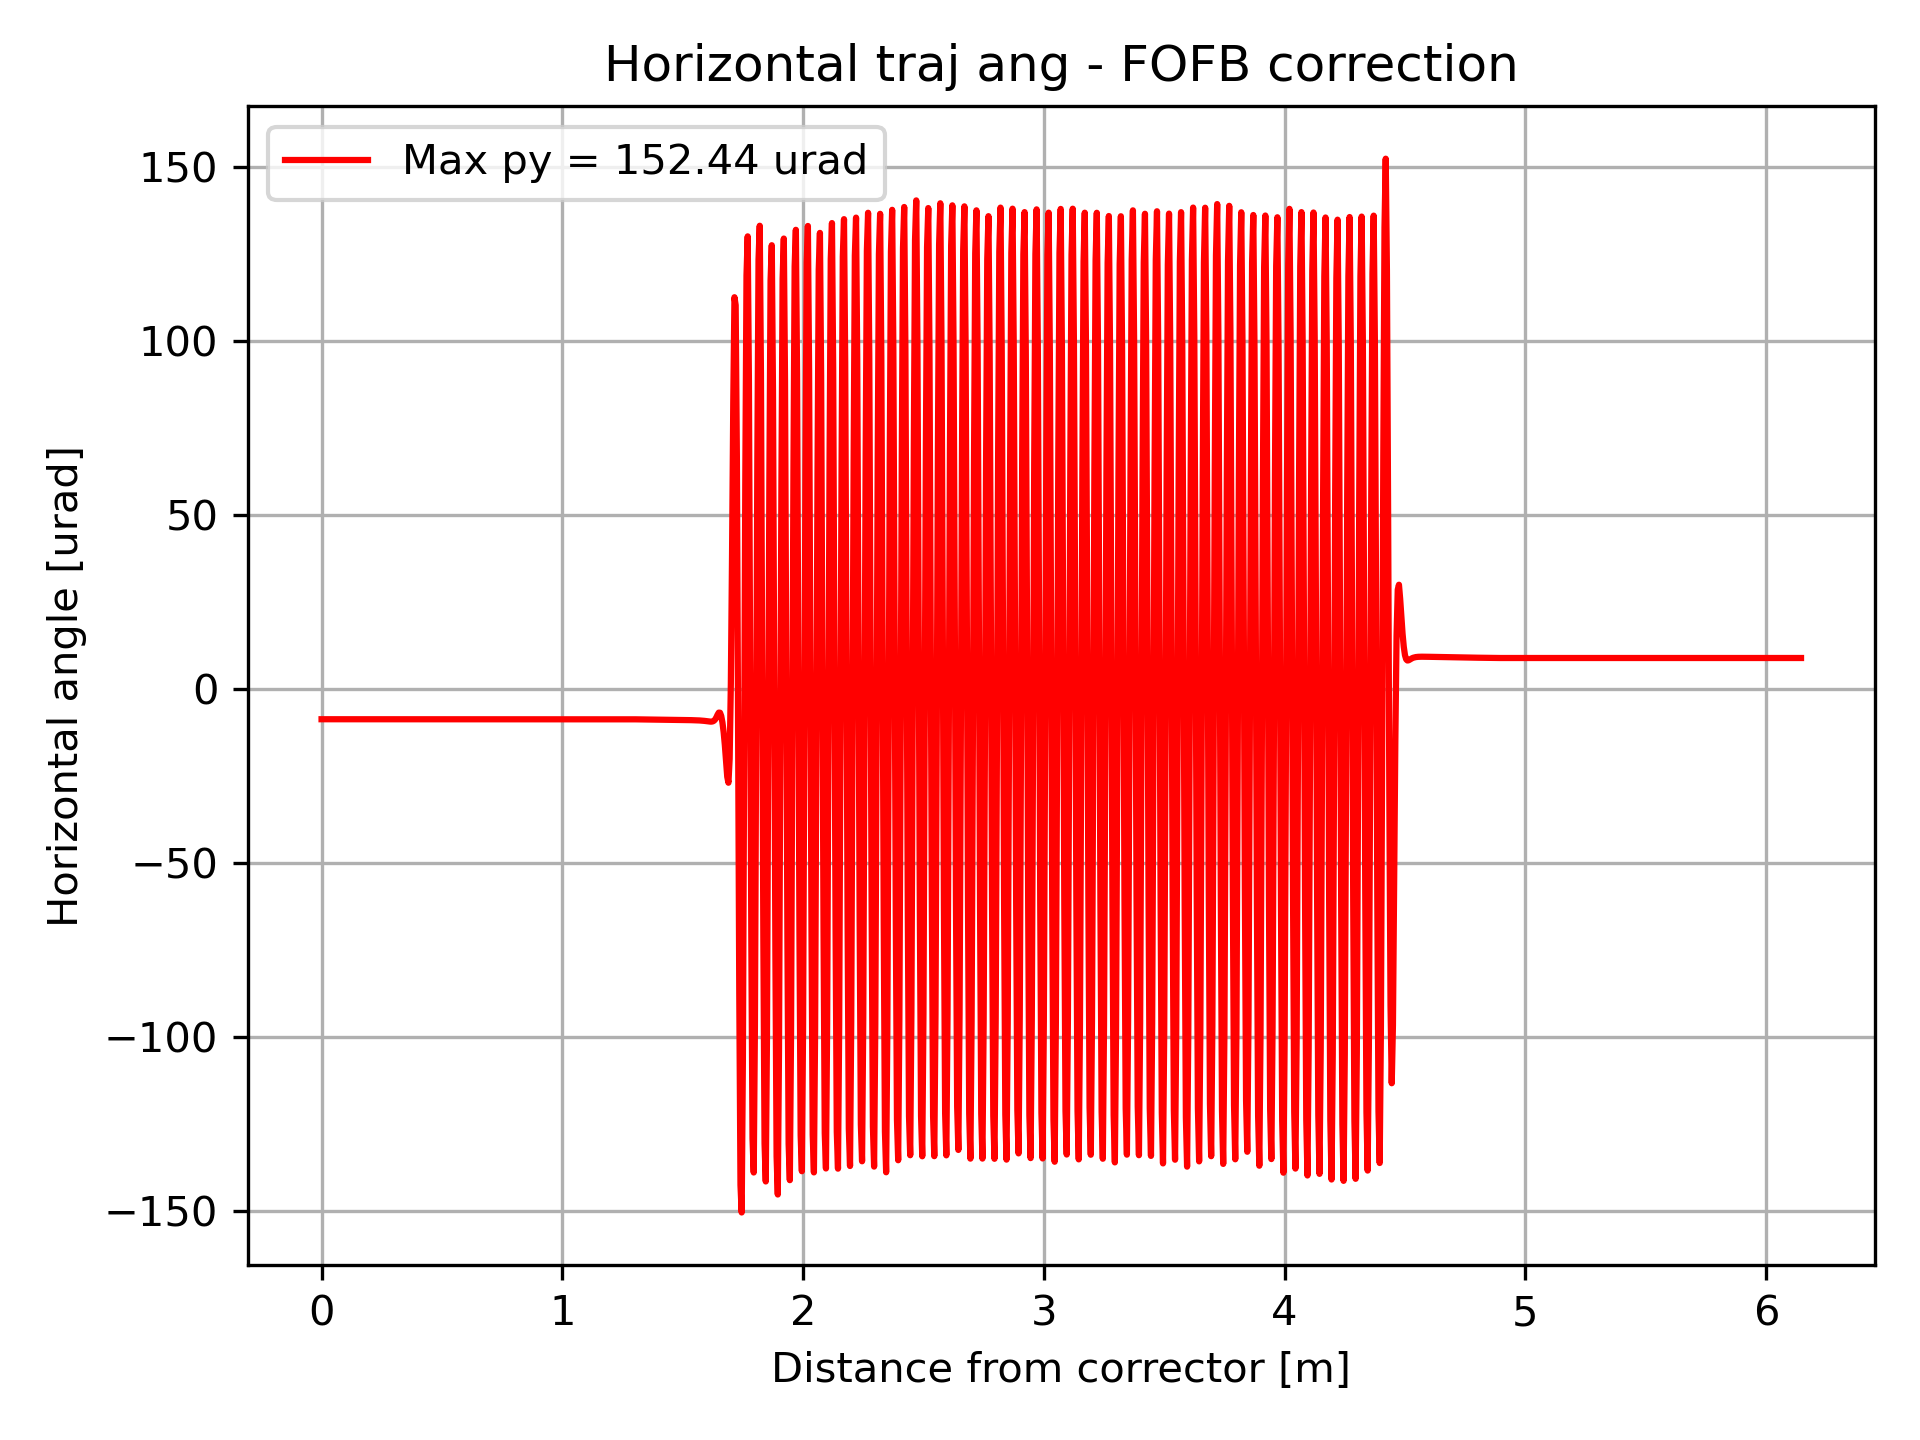 Horizontal traj ang - FOFB correction
Max py = 152.44 urad
150
100
50
0
−50
−100
−150
Horizontal angle [urad]
0 1 2 3 4 5 6
Distance from corrector [m]